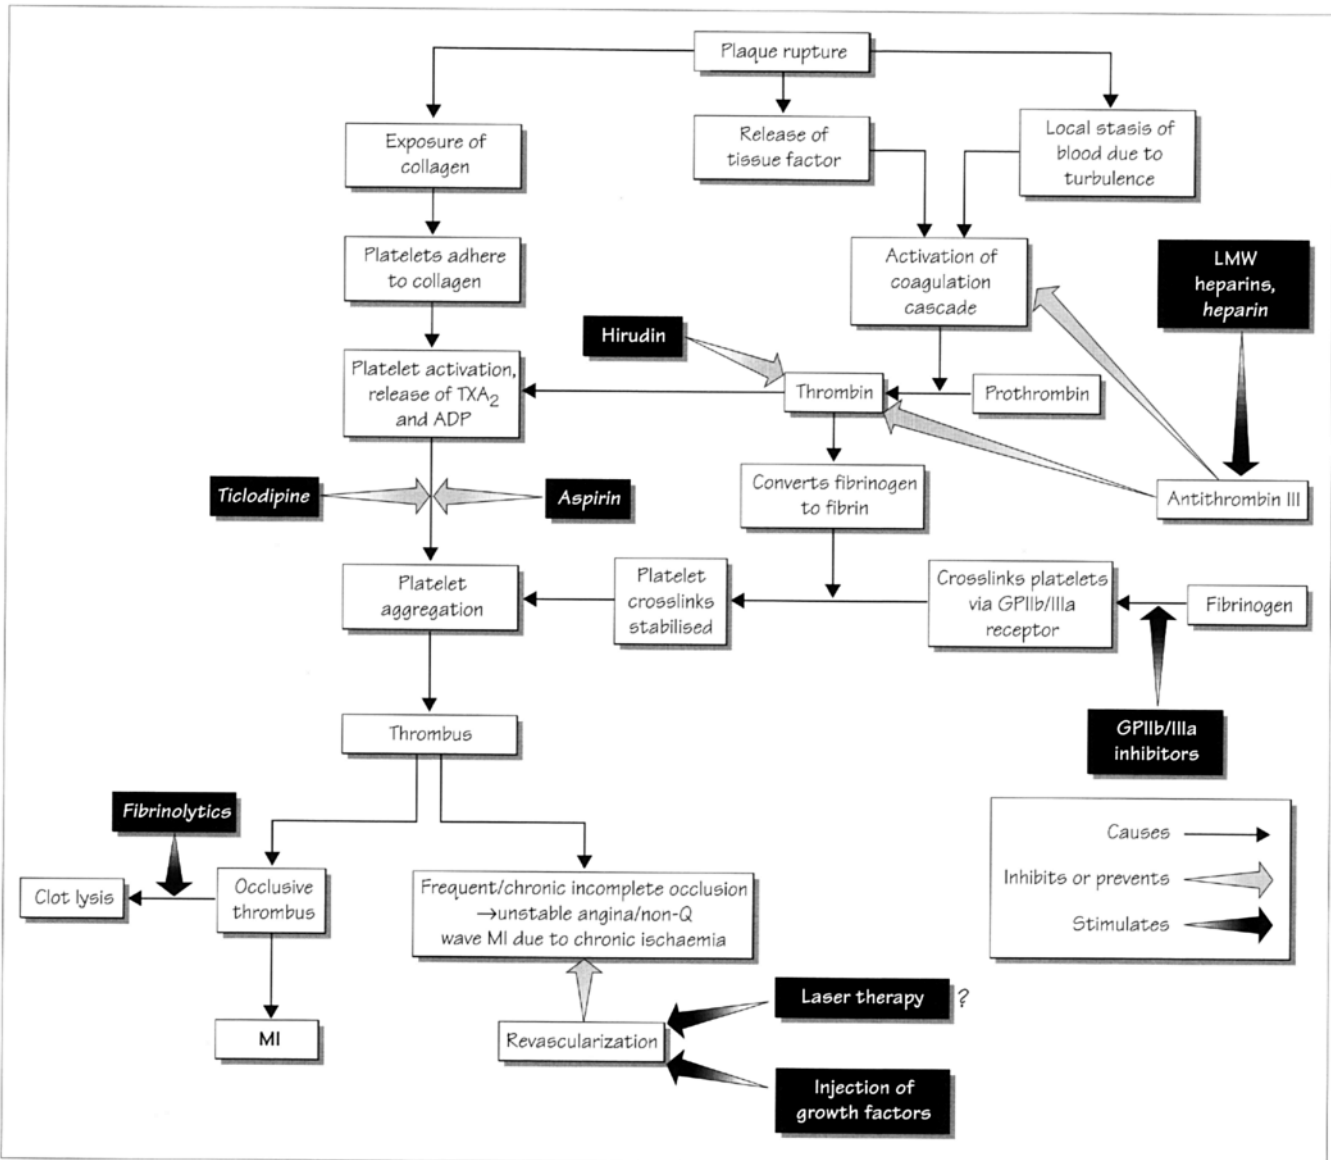 Plaque rupture
Exposure of
collagen
Release of
tissue factor
Local stasis of
blood due to
turbulence
Platelets adhere
to collagen
Activation of
coagulation
cascade
LMW
heparins,
heparin
Hirudin
Platelet activation,
release of TXA2
and ADP
Thrombin
Prothrombin
Ticlodipine
Aspirin
Converts fibrinogen
to fibrin
Antithrombin III
Platelet
aggregation
Platelet
crosslinks
stabilised
Crosslinks platelets
via GPIIb/IIIa
receptor
Fibrinogen
Thrombus
GPIIb/IIIa
inhibitors
Fibrinolytics
Clot lysis
Occlusive
thrombus
Frequent/chronic incomplete occlusion
→unstable angina/non-Q
wave MI due to chronic ischaemia
Causes
Inhibits or prevents
Stimulates
MI
Revascularization
Laser therapy ?
Injection of
growth factors